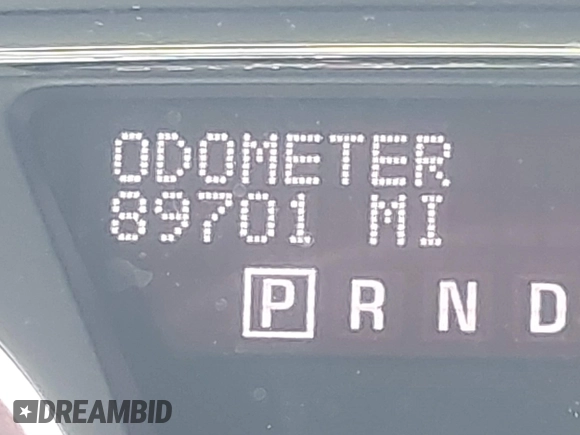 ODOMETER
89701 MI
P R N D
DREAMBID